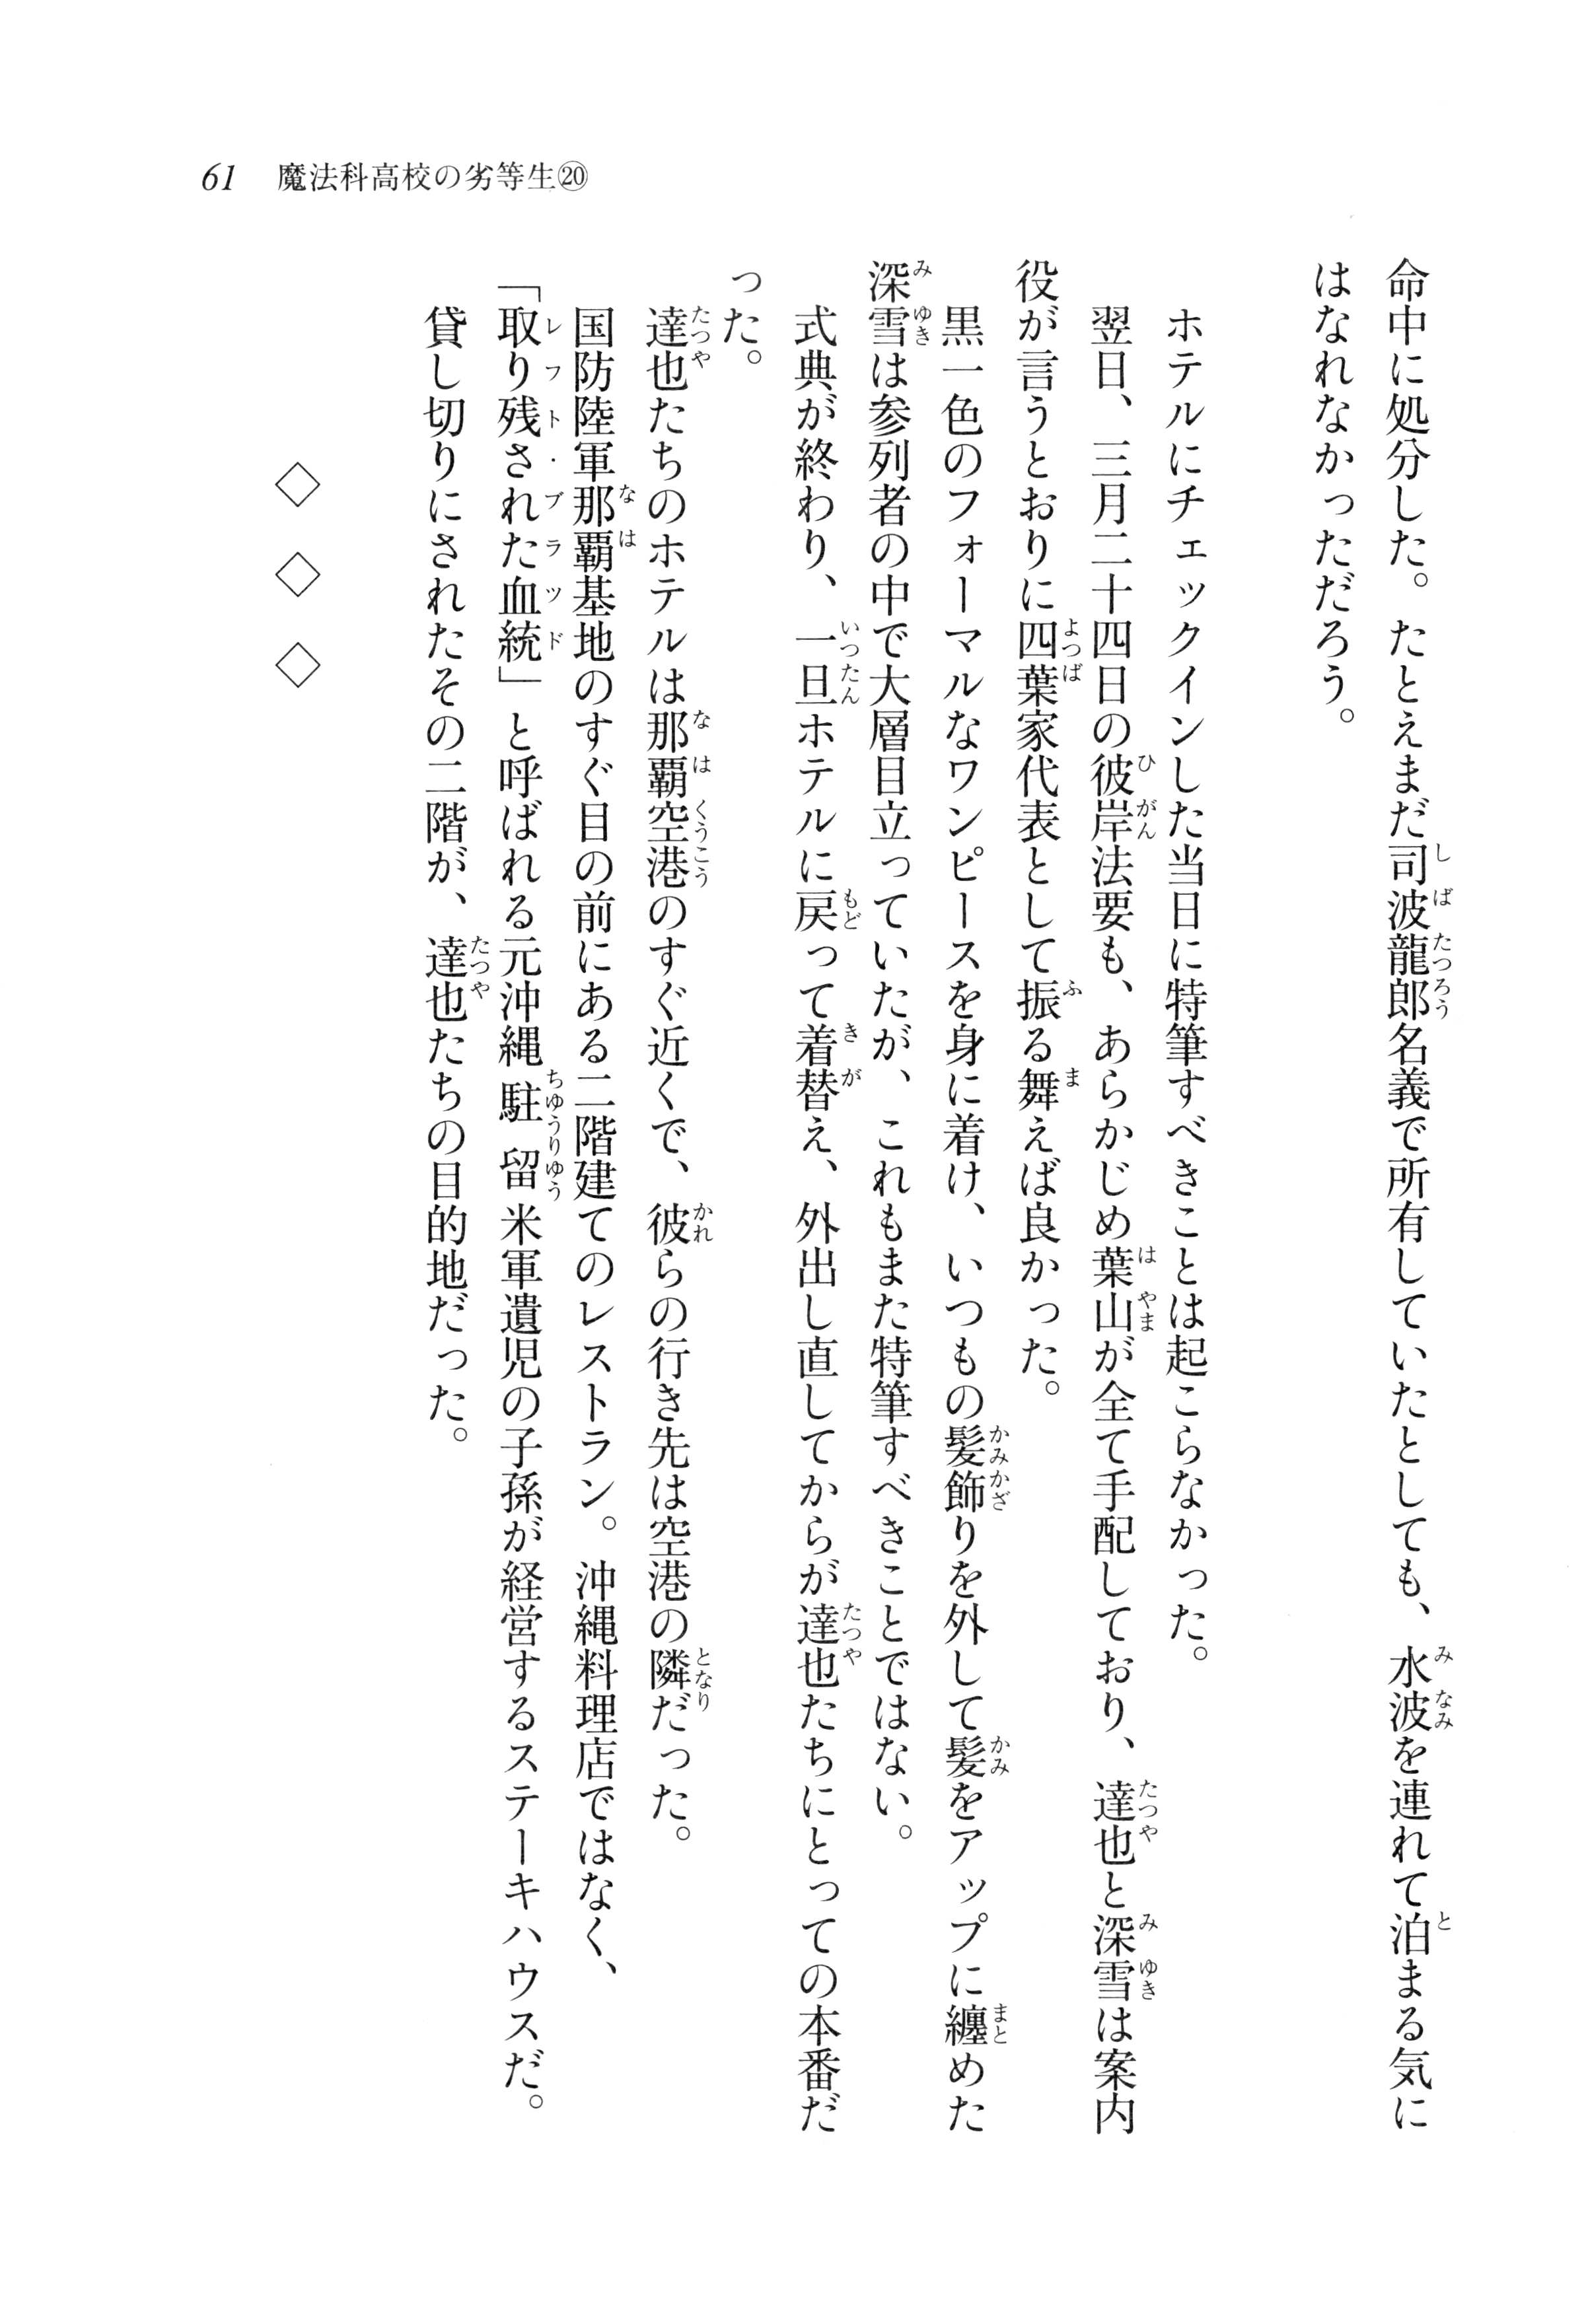 61　魔法科高校の劣等生⑳
命中に処分した。たとえまだ司波龍郎名義で所有していたとしても、水波を連れて泊まる気に
はなれなかっただろう。
ホテルにチェックインした当日に特筆すべきことは起こらなかった。
翌日、三月二十四日の彼岸法要も、あらかじめ葉山が全て手配しており、達也と深雪は案内
役が言うとおりに四葉家代表として振る舞えば良かった。
黒一色のフォーマルなワンピースを身に着け、いつもの髪飾りを外して髪をアップに纏めた
深雪は参列者の中で大層目立っていたが、これもまた特筆すべきことではない。
式典が終わり、一旦ホテルに戻って着替え、外出し直してからが達也たちにとっての本番だ
った。
達也たちのホテルは那覇空港のすぐ近くで、彼らの行き先は空港の隣だった。
国防陸軍那覇基地のすぐ目の前にある二階建てのレストラン。沖縄料理店ではなく、
「取り残された血統」と呼ばれる元沖縄駐留米軍遺児の子孫が経営するステーキハウスだ。
貸し切りにされたその二階が、達也たちの目的地だった。
◇　◇　◇